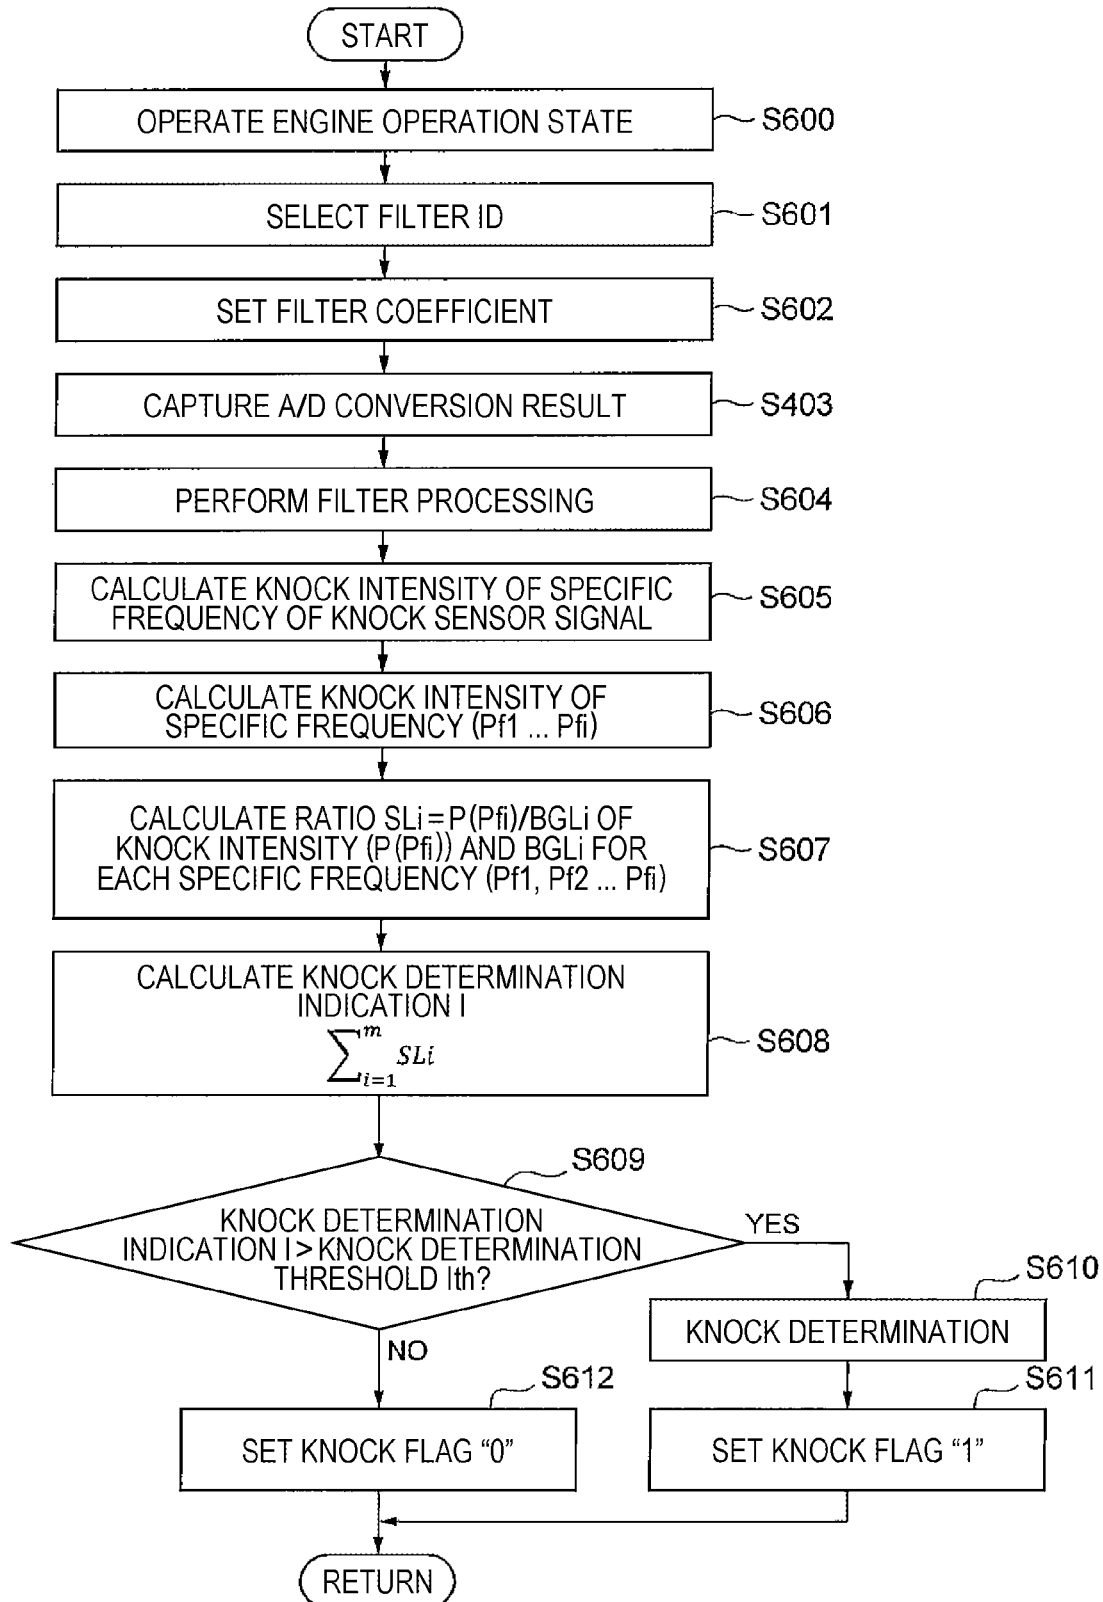 START
OPERATE ENGINE OPERATION STATE
S600
SELECT FILTER ID
S601
SET FILTER COEFFICIENT
S602
CAPTURE A/D CONVERSION RESULT
S403
PERFORM FILTER PROCESSING
S604
CALCULATE KNOCK INTENSITY OF SPECIFIC
FREQUENCY OF KNOCK SENSOR SIGNAL
S605
CALCULATE KNOCK INTENSITY OF
SPECIFIC FREQUENCY (Pf1 ... Pfi)
S606
CALCULATE RATIO SLi=P(Pfi)/BGLi OF
KNOCK INTENSITY (P(Pfi)) AND BGLi FOR
EACH SPECIFIC FREQUENCY (Pf1, Pf2 ... Pfi)
S607
CALCULATE KNOCK DETERMINATION
INDICATION I
∑_{i=1}^{m} SLi
S608
S609
KNOCK DETERMINATION
INDICATION I > KNOCK DETERMINATION
THRESHOLD Ith?
YES
S610
KNOCK DETERMINATION
NO
S612
SET KNOCK FLAG “0”
S611
SET KNOCK FLAG “1”
RETURN